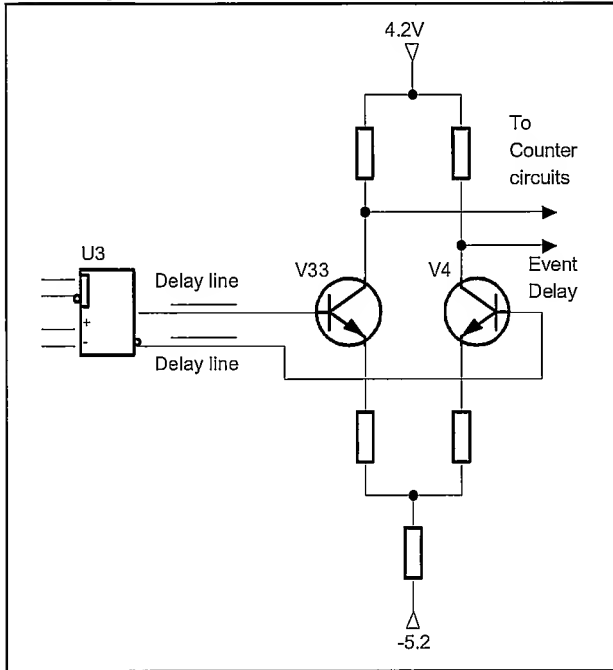 4.2V
To
Counter
circuits
U3
Delay line
V33
V4
Event
Delay
+
-
Delay line
-5.2